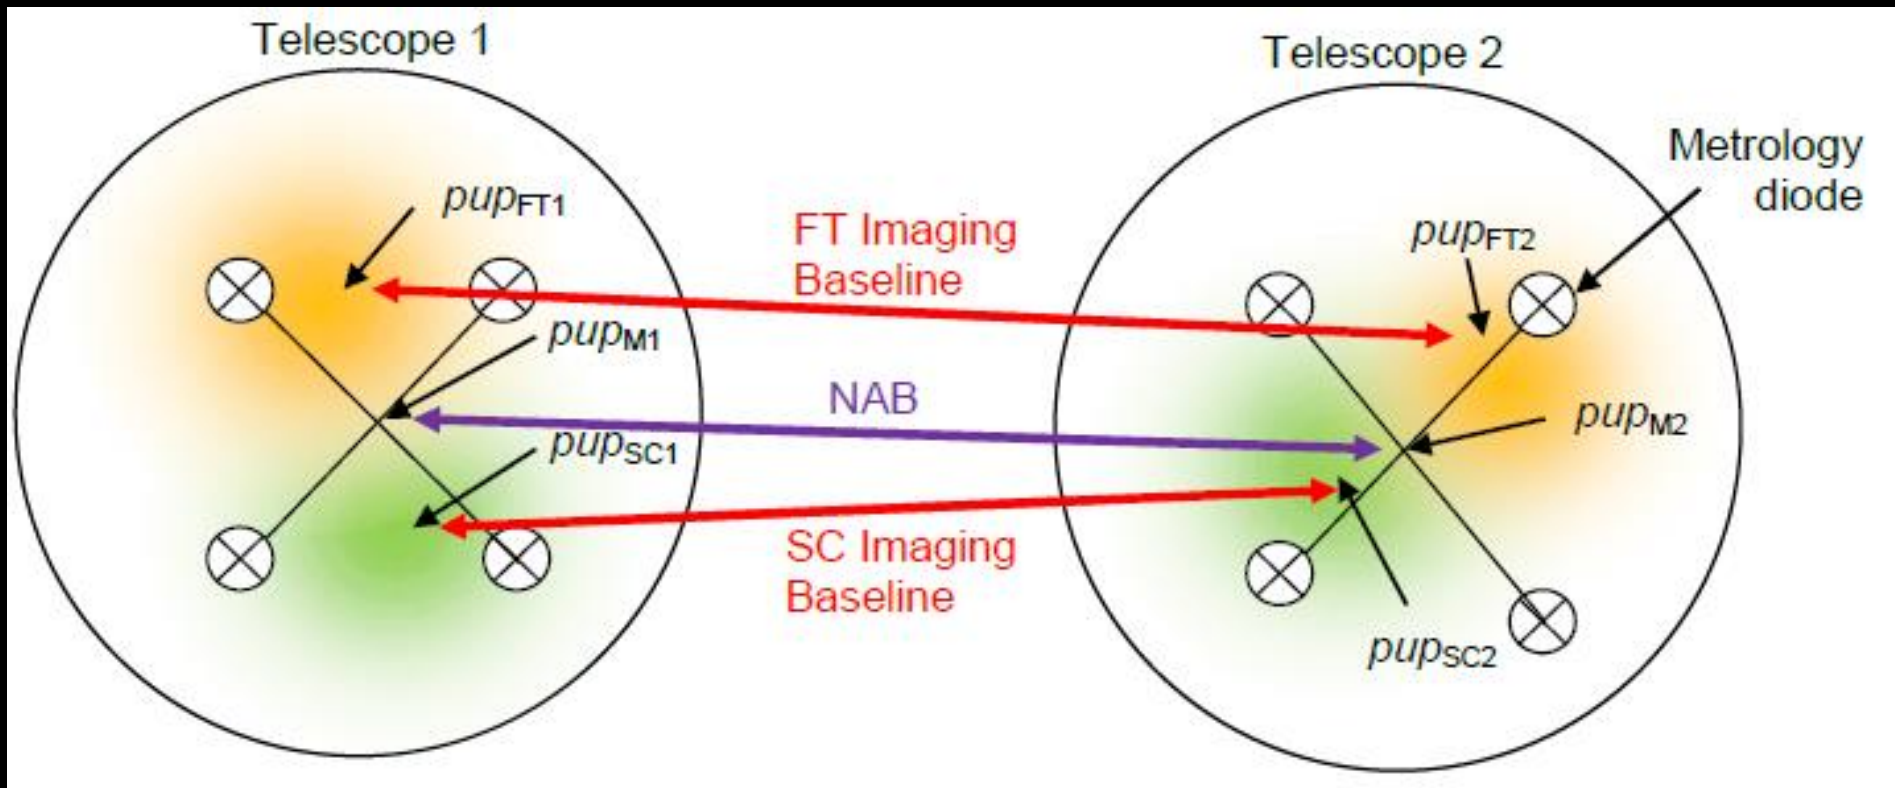 Telescope 1
Telescope 2
Metrology
diode
pupFT1
FT Imaging
Baseline
pupFT2
pupM1
NAB
pupM2
pupSC1
SC Imaging
Baseline
pupSC2